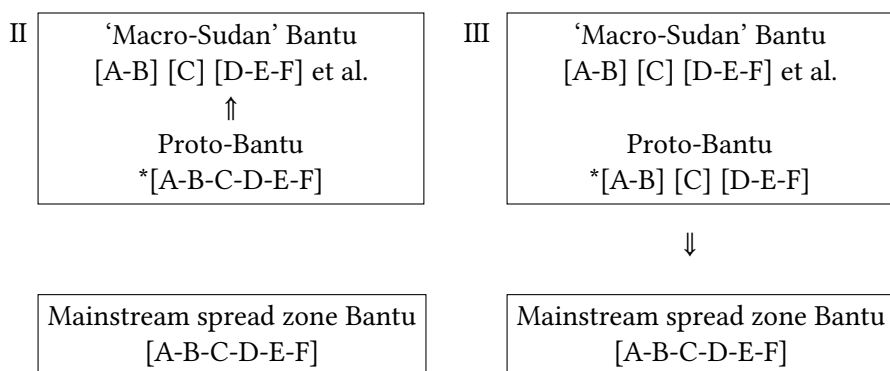 II
‘Macro-Sudan’ Bantu
[A-B] [C] [D-E-F] et al.
⇑
Proto-Bantu
*[A-B-C-D-E-F]
Mainstream spread zone Bantu
[A-B-C-D-E-F]
III
‘Macro-Sudan’ Bantu
[A-B] [C] [D-E-F] et al.
Proto-Bantu
*[A-B] [C] [D-E-F]
⇓
Mainstream spread zone Bantu
[A-B-C-D-E-F]